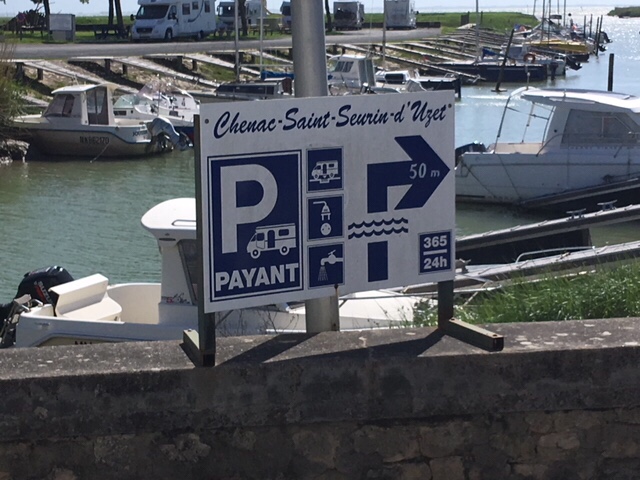 Chenac-Saint-Seurin-d'Uzet
P
50 m
365
24h
PAYANT